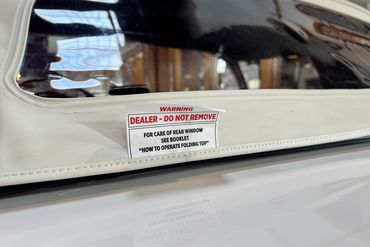 WARNING
DEALER - DO NOT REMOVE
FOR CARE OF REAR WINDOW
SEE BOOKLET
"HOW TO OPERATE FOLDING TOP"